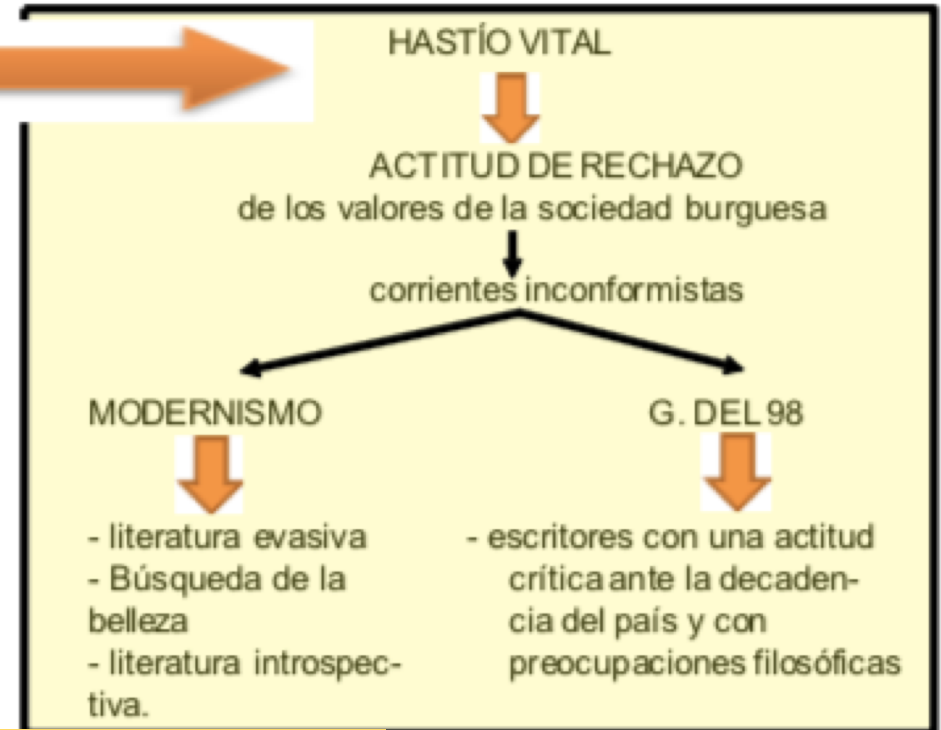 HASTÍO VITAL
ACTITUD DE RECHAZO
de los valores de la sociedad burguesa
corrientes inconformistas
MODERNISMO
- literatura evasiva
- Búsqueda de la
belleza
- literatura introspec-
tiva.
G. DEL 98
- escritores con una actitud
crítica ante la decaden-
cia del país y con
preocupaciones filosóficas